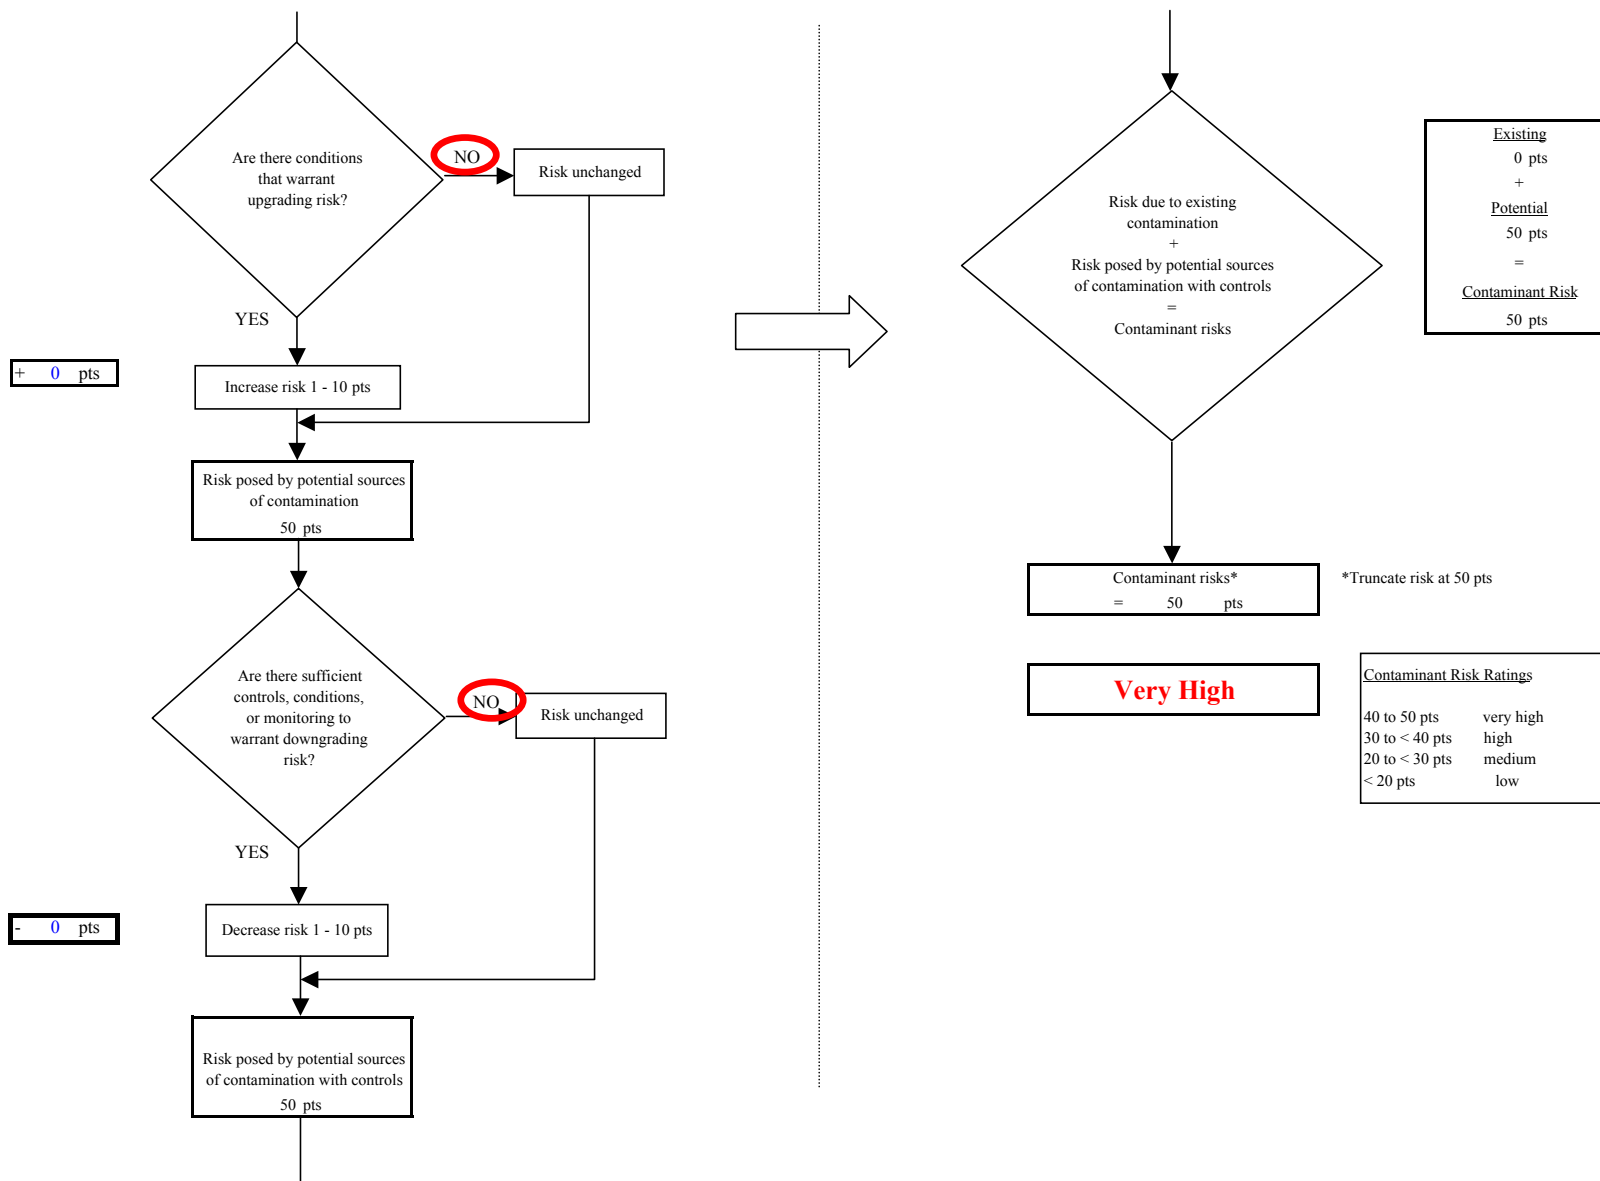 Are there conditions
that warrant
upgrading risk?
NO
Risk unchanged
YES
+ 0 pts
Increase risk 1 - 10 pts
Risk posed by potential sources
of contamination
50 pts
Are there sufficient
controls, conditions,
or monitoring to
warrant downgrading
risk?
NO
Risk unchanged
YES
- 0 pts
Decrease risk 1 - 10 pts
Risk posed by potential sources
of contamination with controls
50 pts
Risk due to existing
contamination
+
Risk posed by potential sources
of contamination with controls
=
Contaminant risks
Existing
0 pts
+
Potential
50 pts
=
Contaminant Risk
50 pts
Contaminant risks*
= 50 pts
*Truncate risk at 50 pts
Very High
Contaminant Risk Ratings
40 to 50 pts very high
30 to < 40 pts high
20 to < 30 pts medium
< 20 pts low